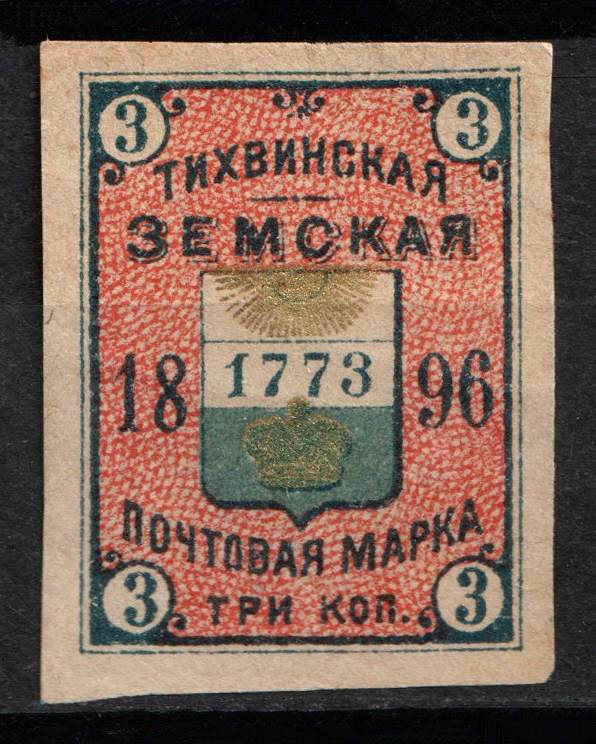 3 3
ТИХВИНСКАЯ
ЗЕМСКАЯ
1773
18 96
ПОЧТОВАЯ МАРКА
3 ТРИ КОП. 3